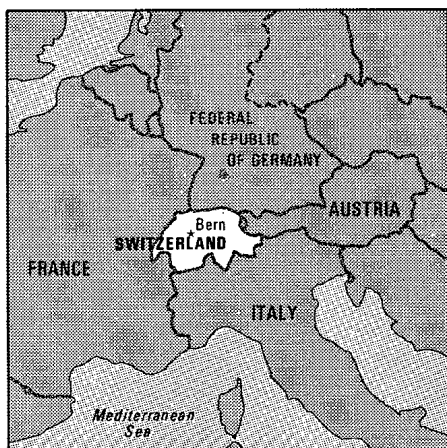 FEDERAL
REPUBLIC
OF GERMANY
Bern
SWITZERLAND
AUSTRIA
FRANCE
ITALY
Mediterranean
Sea